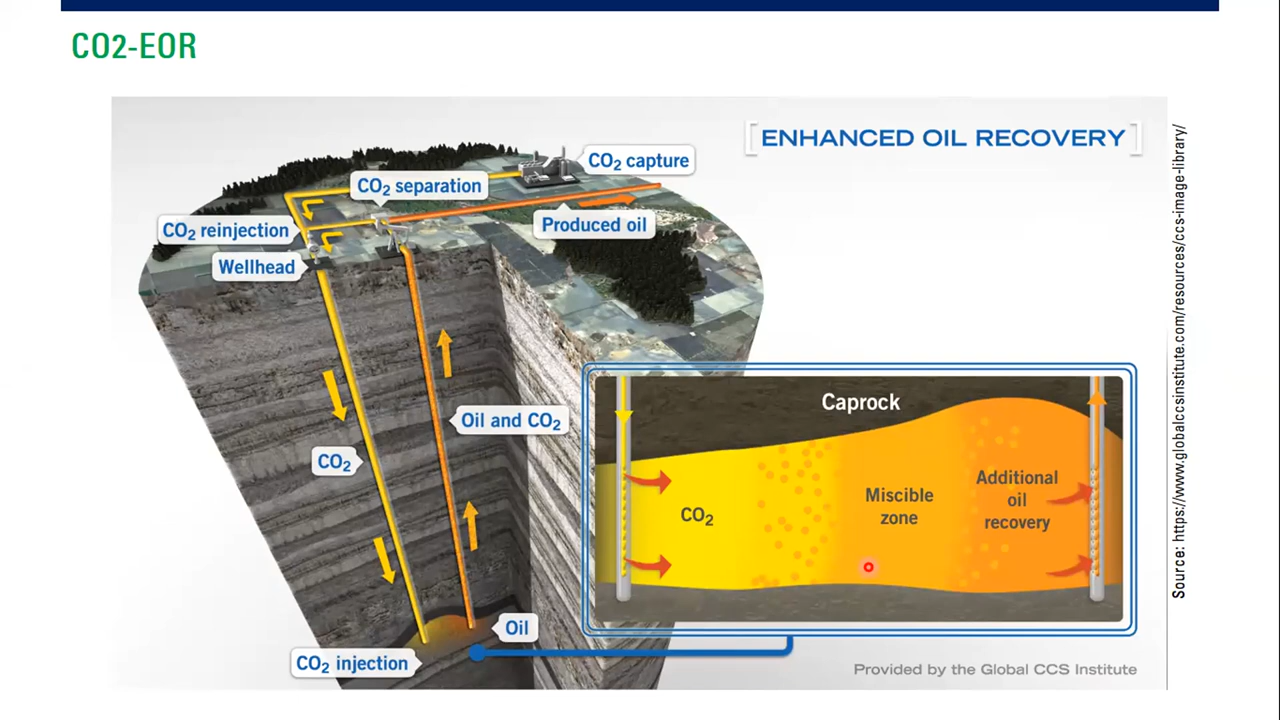 CO2-EOR
[ENHANCED OIL RECOVERY]
CO₂ capture
CO₂ separation
Produced oil
CO₂ reinjection
Wellhead
Oil and CO₂
CO₂
Oil
CO₂ injection
Caprock
CO₂
Miscible
zone
Additional
oil
recovery
Provided by the Global CCS Institute
Source: https://www.globalccsinstitute.com/resources/ccs-image-library/